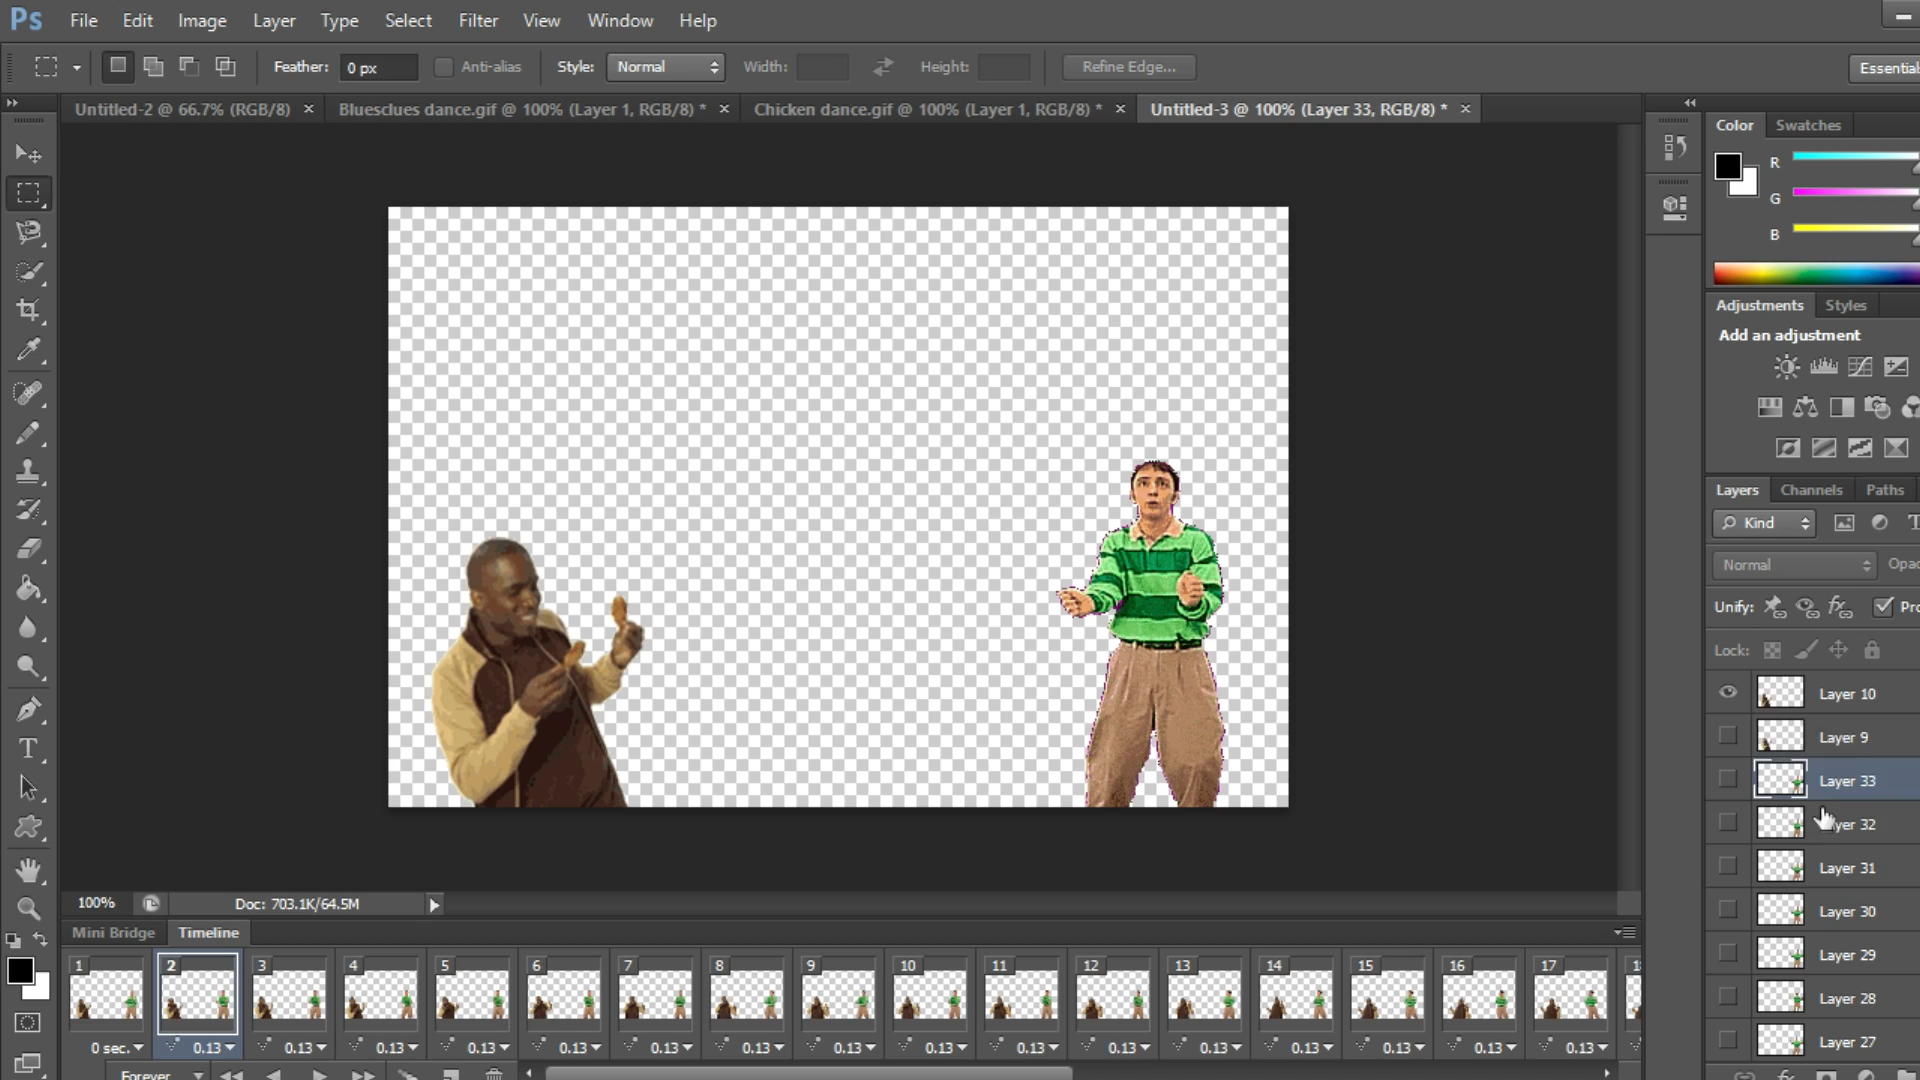 Ps File Edit Image Layer Type Select Filter View Window Help
Feather: 0 px Anti-alias Style: Normal Width: Height: Refine Edge...
Untitled-2 @ 66.7% (RGB/8) × Bluesclues dance.gif @ 100% (Layer 1, RGB/8) * × Chicken dance.gif @ 100% (Layer 1, RGB/8) * × Untitled-3 @ 100% (Layer 33, RGB/8) * ×
Color Swatches
R
G
B
Adjustments Styles
Add an adjustment
Layers Channels Paths
Kind
Normal
Unify:
Lock:
Layer 10
Layer 9
Layer 33
Layer 32
Layer 31
Layer 30
Layer 29
Layer 28
Layer 27
100% Doc: 703.1K/64.5M
Mini Bridge Timeline
1 2 3 4 5 6 7 8 9 10 11 12 13 14 15 16 17
0 sec. 0.13 0.13 0.13 0.13 0.13 0.13 0.13 0.13 0.13 0.13 0.13 0.13 0.13 0.13 0.13 0.13
Forever